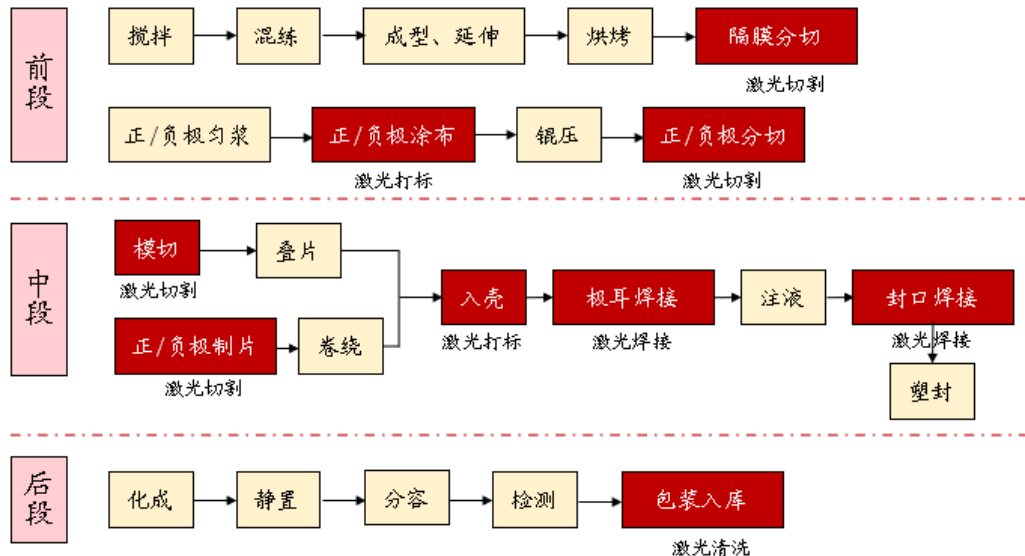 前段
搅拌
混练
成型、延伸
烘烤
隔膜分切
激光切割
正/负极匀浆
正/负极涂布
辊压
正/负极分切
激光打标
激光切割
中段
模切
叠片
激光切割
入壳
极耳焊接
注液
封口焊接
激光打标
激光焊接
激光焊接
正/负极制片
卷绕
激光切割
塑封
后段
化成
静置
分容
检测
包装入库
激光清洗